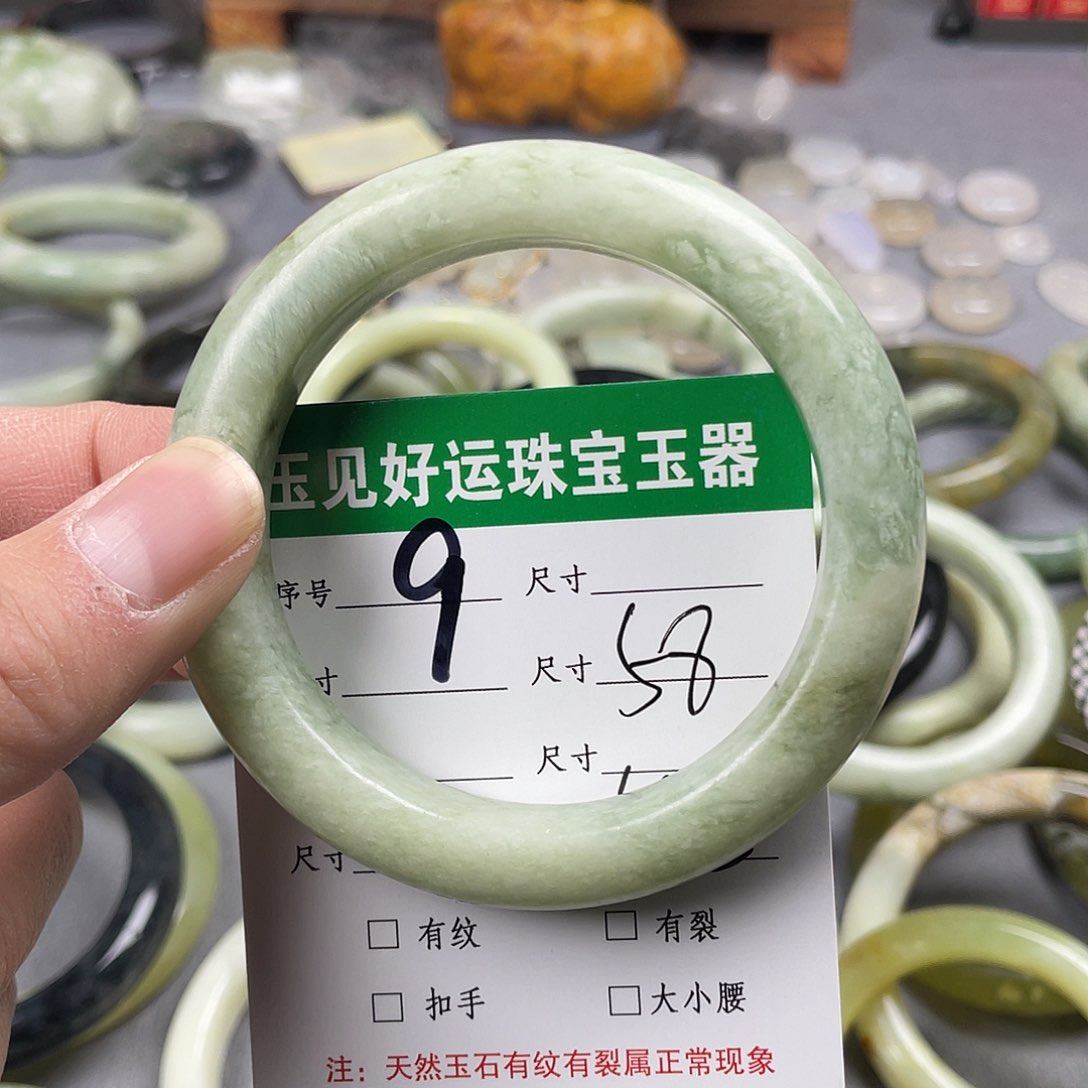 玉见好运珠宝玉器
序号 9 尺寸
寸 尺寸 58
尺寸
尺寸
□ 有纹 □ 有裂
□ 扣手 □ 大小腰
注：天然玉石有纹有裂属正常现象